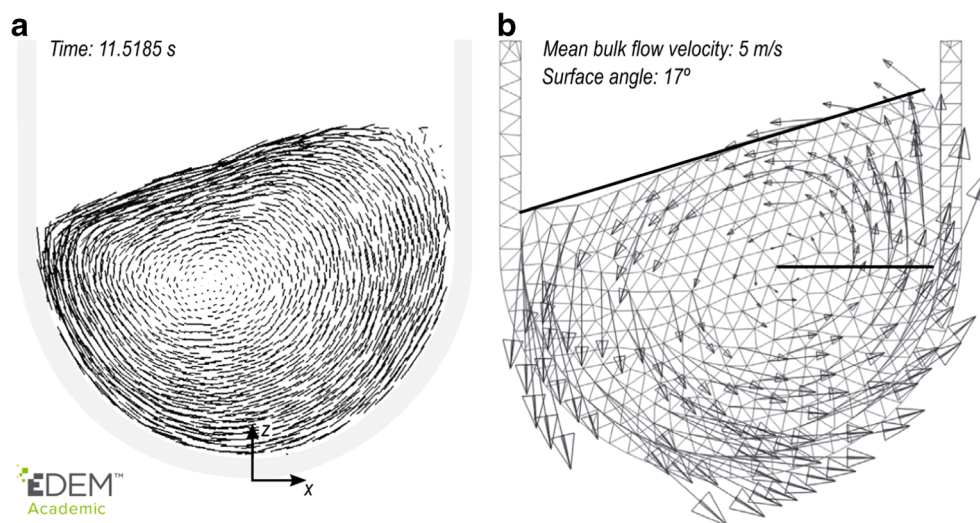 a
Time: 11.5185 s
z
x
EDEM™
Academic
b
Mean bulk flow velocity: 5 m/s
Surface angle: 17º